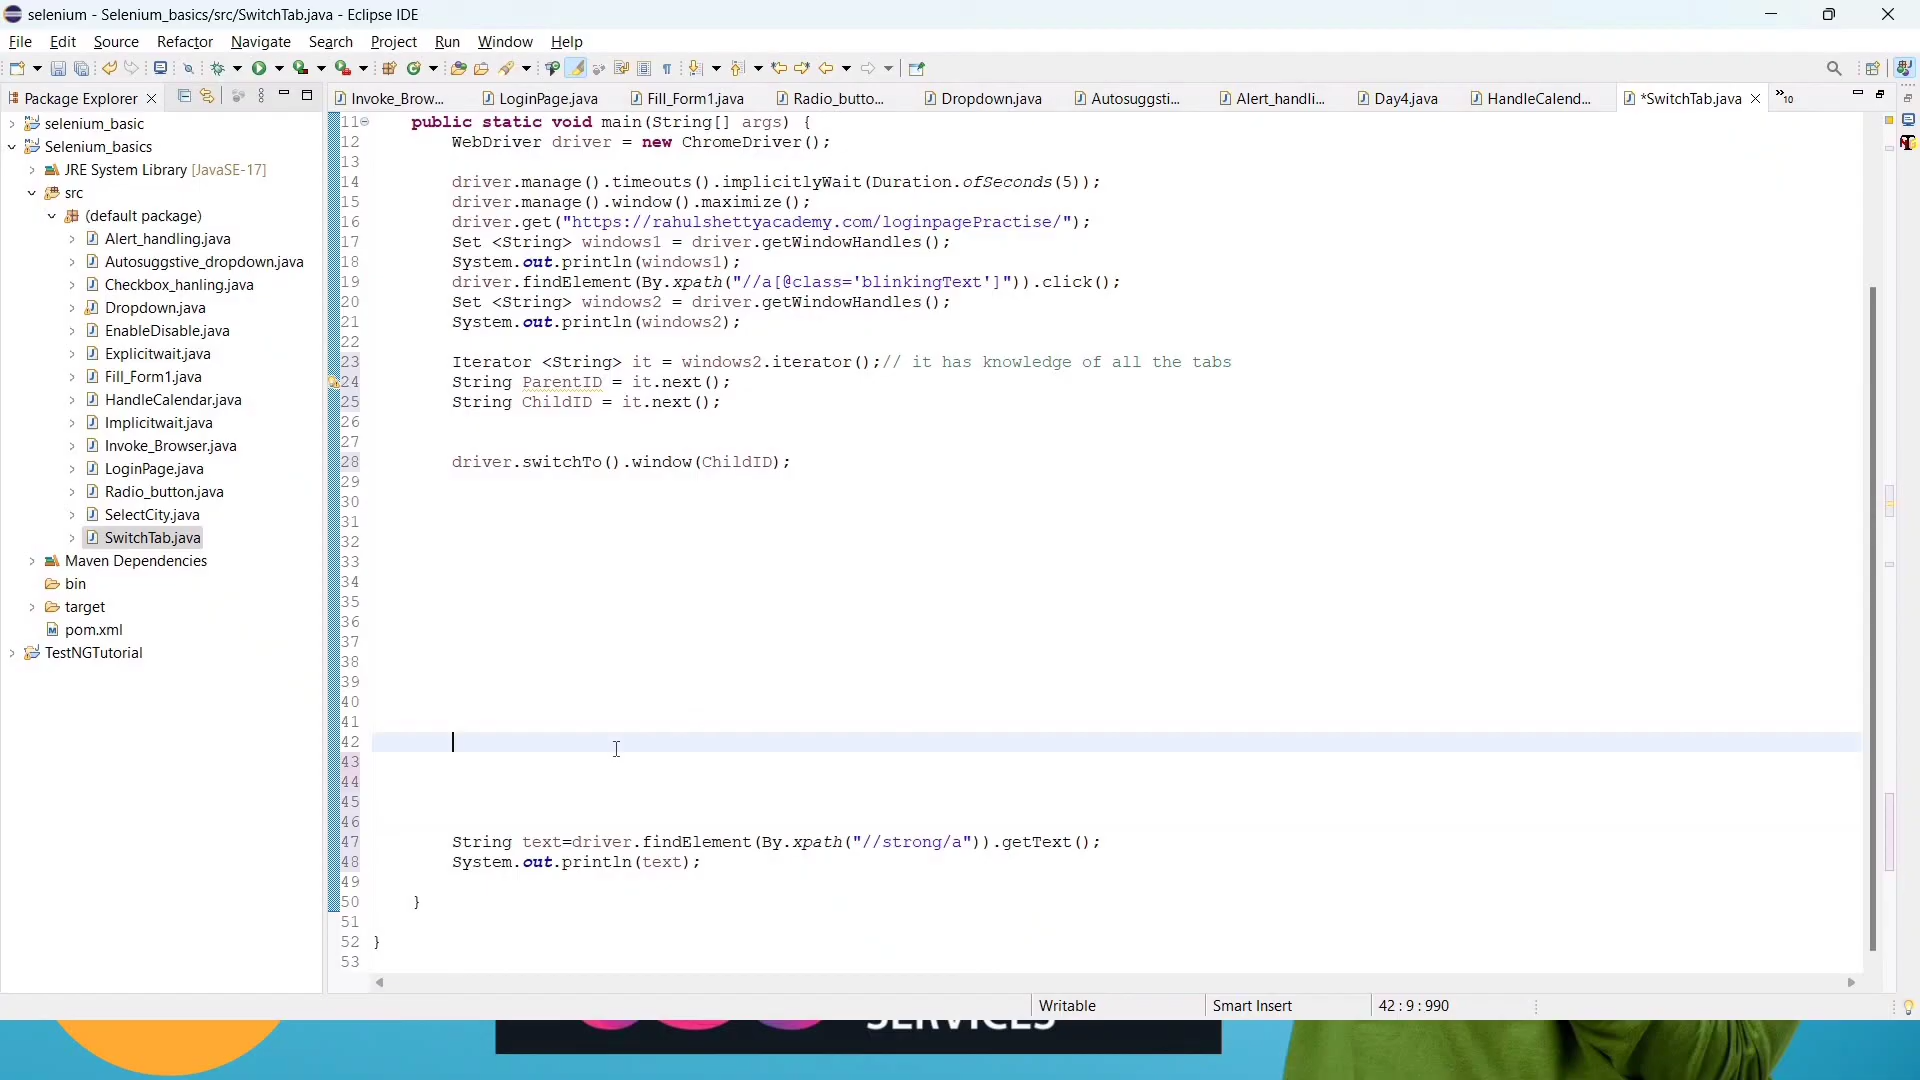 selenium - Selenium_basics/src/SwitchTab.java - Eclipse IDE
File Edit Source Refactor Navigate Search Project Run Window Help
Package Explorer
selenium_basic
Selenium_basics
JRE System Library [JavaSE-17]
src
(default package)
Alert_handling.java
Autosuggstive_dropdown.java
Checkbox_hanling.java
Dropdown.java
EnableDisable.java
Explicitwait.java
Fill_Form1.java
HandleCalendar.java
Implicitwait.java
Invoke_Browser.java
LoginPage.java
Radio_button.java
SelectCity.java
SwitchTab.java
Maven Dependencies
bin
target
pom.xml
TestNGTutorial
Invoke_Brow... LoginPage.java Fill_Form1.java Radio_butto... Dropdown.java Autosuggsti... Alert_handli... Day4.java HandleCalend... *SwitchTab.java »10
11 public static void main(String[] args) {
12 WebDriver driver = new ChromeDriver();
13
14 driver.manage().timeouts().implicitlyWait(Duration.ofSeconds(5));
15 driver.manage().window().maximize();
16 driver.get("https://rahulshettyacademy.com/loginpagePractise/");
17 Set <String> windows1 = driver.getWindowHandles();
18 System.out.println(windows1);
19 driver.findElement(By.xpath("//a[@class='blinkingText']")).click();
20 Set <String> windows2 = driver.getWindowHandles();
21 System.out.println(windows2);
22
23 Iterator <String> it = windows2.iterator();// it has knowledge of all the tabs
24 String ParentID = it.next();
25 String ChildID = it.next();
26
27
28 driver.switchTo().window(ChildID);
29
30
31
32
33
34
35
36
37
38
39
40
41
42
43
44
45
46
47 String text=driver.findElement(By.xpath("//strong/a")).getText();
48 System.out.println(text);
49
50 }
51
52 }
53
Writable Smart Insert 42 : 9 : 990
SERVICES